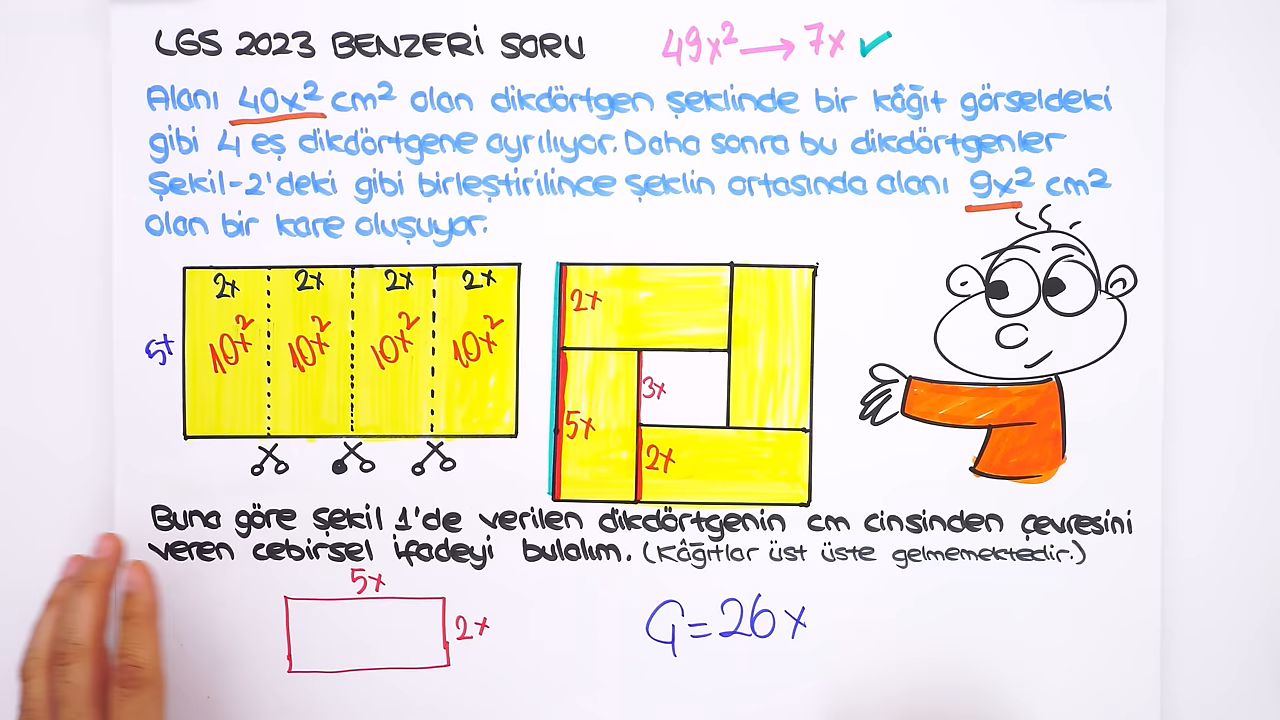 LGS 2023 BENZERİ SORU 49x² → 7x ✓
Alanı 40x² cm² olan dikdörtgen şeklinde bir kâğıt görseldeki
gibi 4 eş dikdörtgene ayrılıyor. Daha sonra bu dikdörtgenler
Şekil-2'deki gibi birleştirilince şeklin ortasında alanı 9x² cm²
olan bir kare oluşuyor.
2x 2x 2x 2x
5x 10x² 10x² 10x² 10x²
2x
3x
5x
2x
Buna göre şekil 1'de verilen dikdörtgenin cm cinsinden çevresini
veren cebirsel ifadeyi bulalım. (Kâğıtlar üst üste gelmemektedir.)
5x
2x
Ç=26x